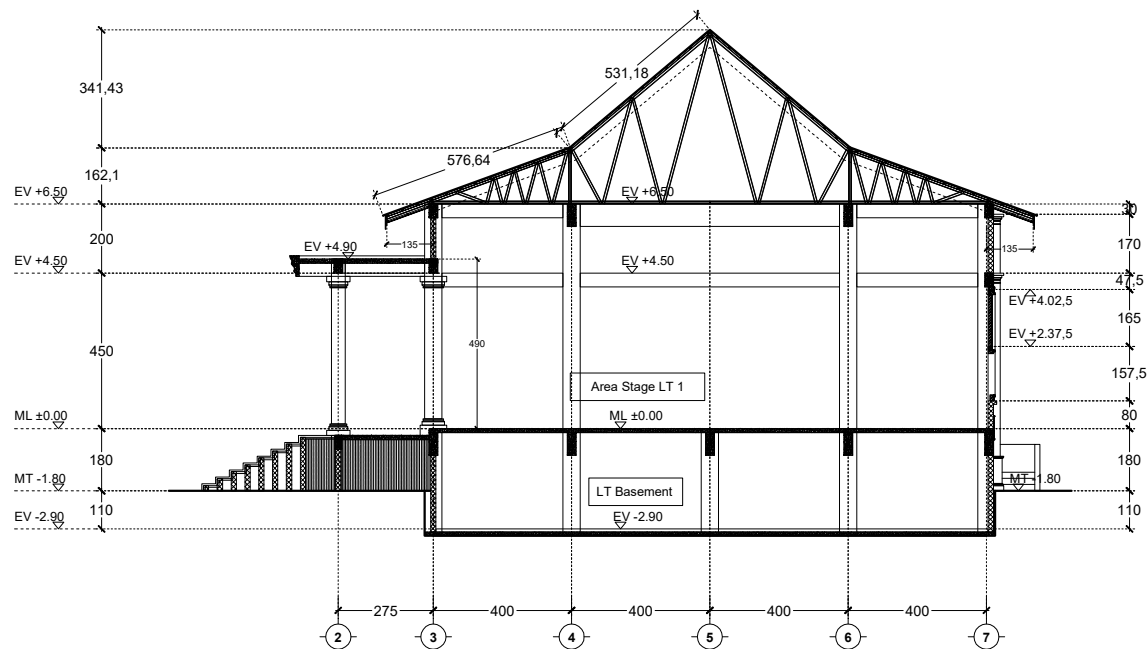 531,18
341,43
576,64
162,1
EV +6.50
EV +6.50
30
135
135
200
EV +4.90
170
EV +4.50
EV +4.50
47,5
EV +4.02,5
165
EV +2.37,5
490
450
157,5
Area Stage LT 1
ML ±0.00
ML ±0.00
80
180
180
MT -1.80
MT -1.80
LT Basement
110
110
EV -2.90
EV -2.90
275
400
400
400
400
2
3
4
5
6
7